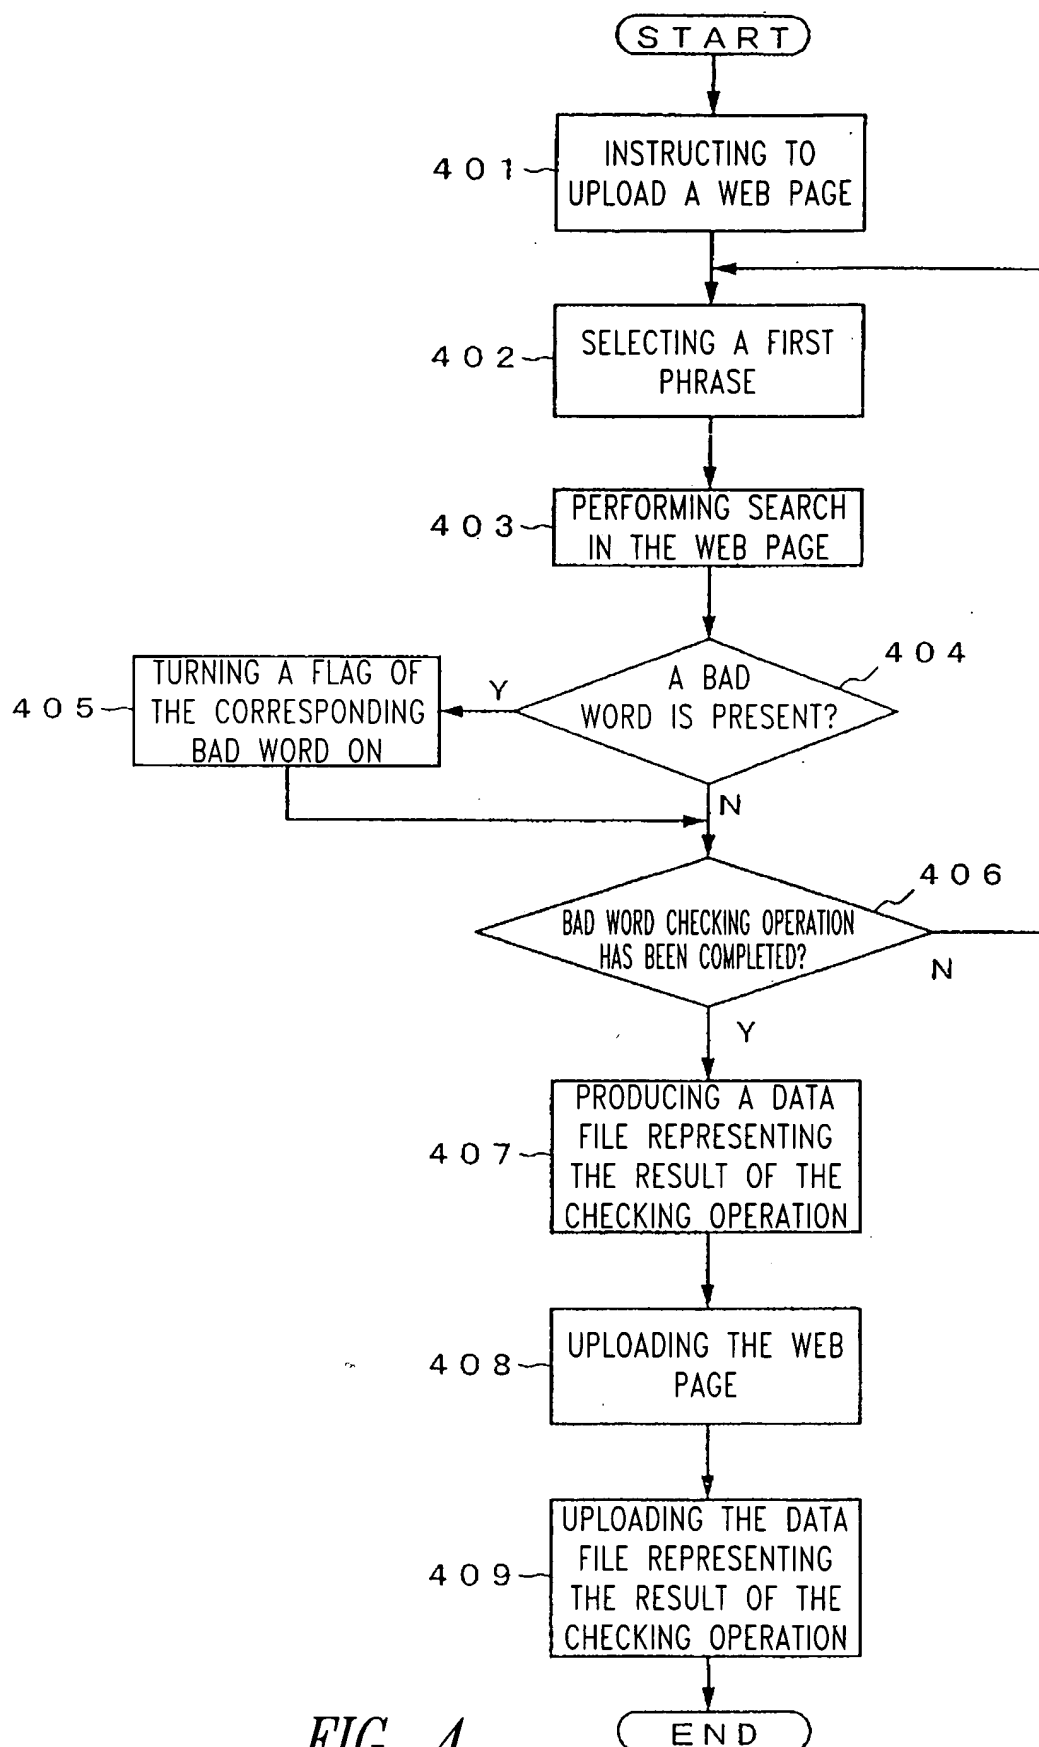 START
401
INSTRUCTING TO
UPLOAD A WEB PAGE
402
SELECTING A FIRST
PHRASE
403
PERFORMING SEARCH
IN THE WEB PAGE
404
A BAD
WORD IS PRESENT?
Y
N
405
TURNING A FLAG OF
THE CORRESPONDING
BAD WORD ON
406
BAD WORD CHECKING OPERATION
HAS BEEN COMPLETED?
N
Y
407
PRODUCING A DATA
FILE REPRESENTING
THE RESULT OF THE
CHECKING OPERATION
408
UPLOADING THE WEB
PAGE
409
UPLOADING THE DATA
FILE REPRESENTING
THE RESULT OF THE
CHECKING OPERATION
END
FIG. 4